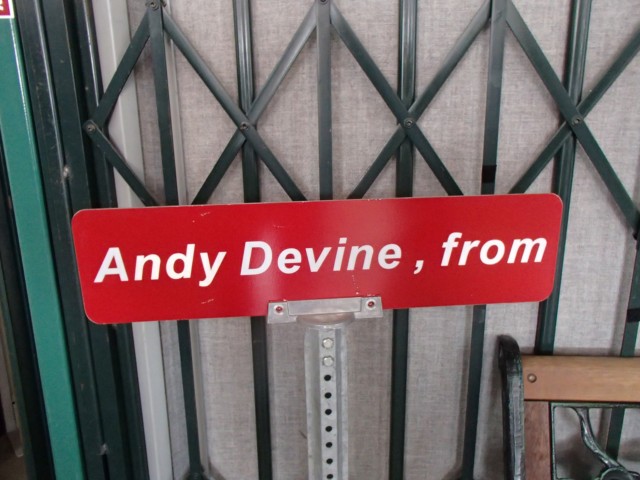 Andy Devine , from